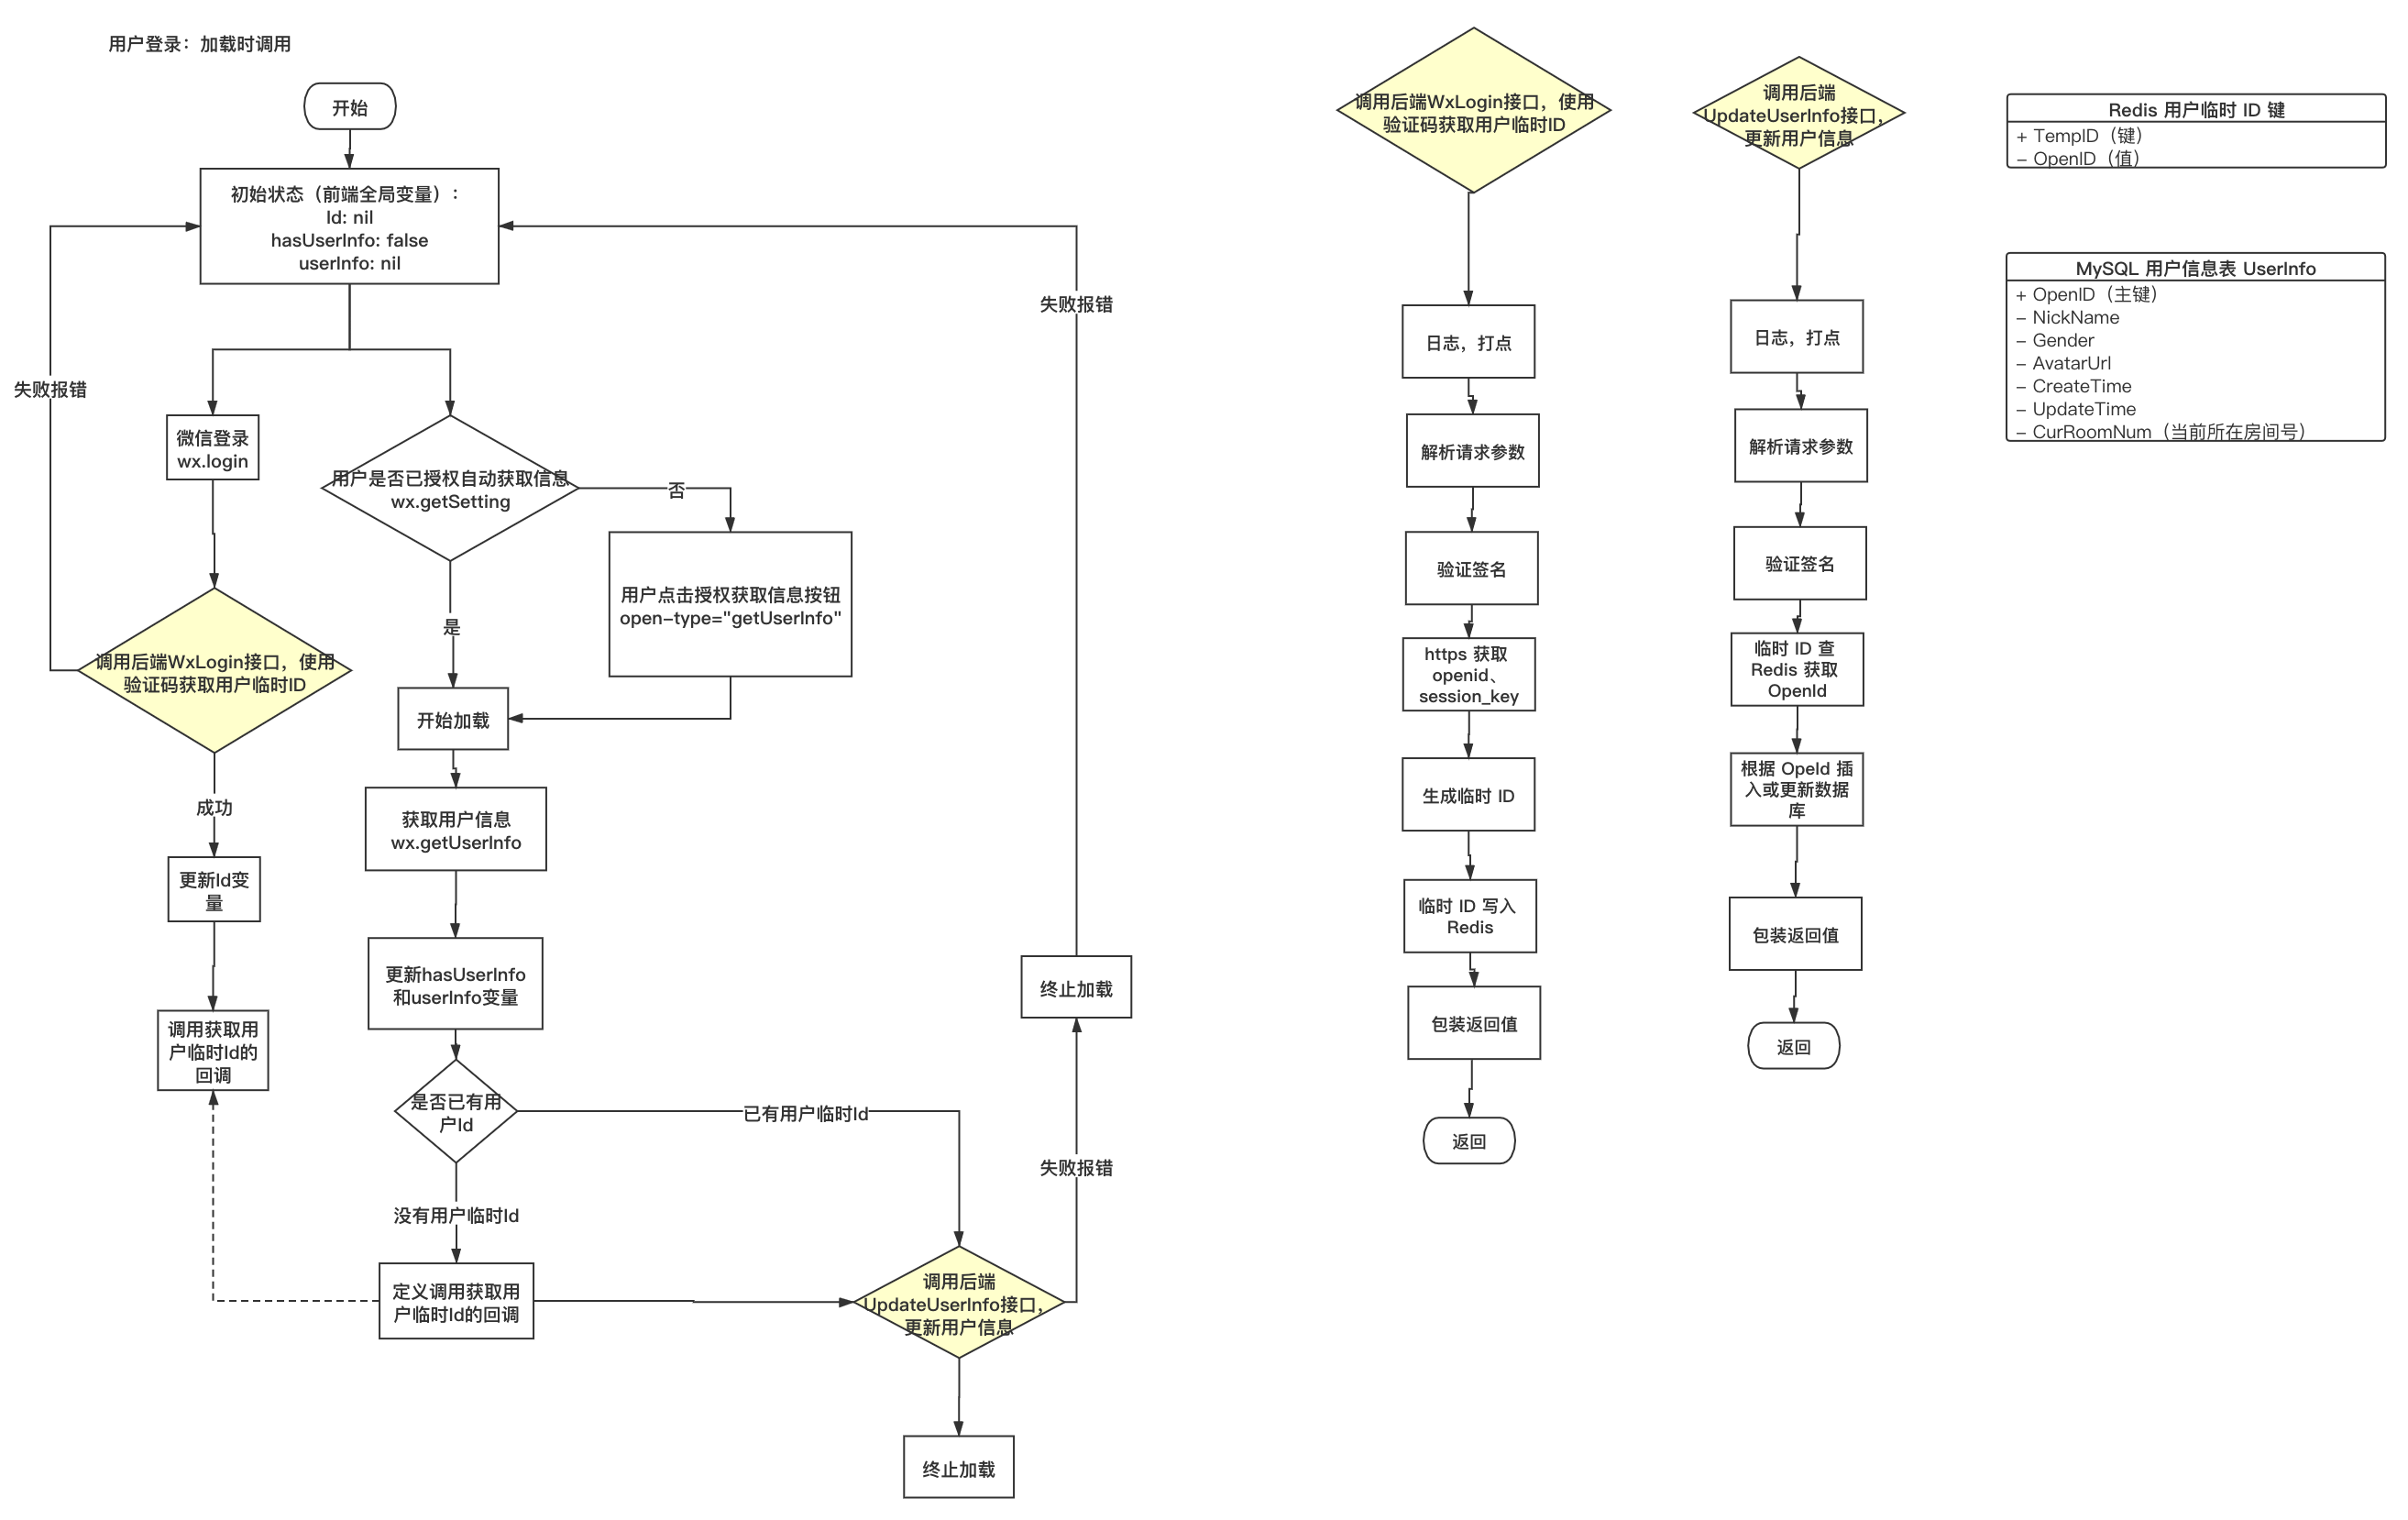 用户登录：加载时调用
开始
初始状态（前端全局变量）：
Id: nil
hasUserInfo: false
userInfo: nil
失败报错
失败报错
微信登录
wx.login
用户是否已授权自动获取信息
wx.getSetting
否
用户点击授权获取信息按钮
open-type="getUserInfo"
是
调用后端WxLogin接口，使用
验证码获取用户临时ID
开始加载
成功
获取用户信息
wx.getUserInfo
更新Id变
量
更新hasUserInfo
和userInfo变量
终止加载
调用获取用
户临时Id的
回调
是否已有用
户Id
已有用户临时Id
失败报错
没有用户临时Id
定义调用获取用
户临时Id的回调
调用后端
UpdateUserInfo接口，
更新用户信息
终止加载
调用后端WxLogin接口，使用
验证码获取用户临时ID
日志，打点
解析请求参数
验证签名
https 获取
openid、
session_key
生成临时 ID
临时 ID 写入
Redis
包装返回值
返回
调用后端
UpdateUserInfo接口，
更新用户信息
日志，打点
解析请求参数
验证签名
临时 ID 查
Redis 获取
OpenId
根据 OpeId 插
入或更新数据
库
包装返回值
返回
Redis 用户临时 ID 键
+ TempID（键）
- OpenID（值）
MySQL 用户信息表 UserInfo
+ OpenID（主键）
- NickName
- Gender
- AvatarUrl
- CreateTime
- UpdateTime
- CurRoomNum（当前所在房间号）